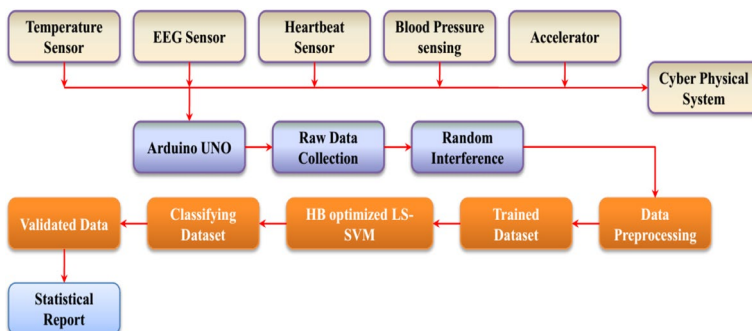 Temperature
Sensor
EEG Sensor
Heartbeat
Sensor
Blood Pressure
sensing
Accelerator
Cyber Physical
System
Arduino UNO
Raw Data
Collection
Random
Interference
Validated Data
Classifying
Dataset
HB optimized LS-
SVM
Trained
Dataset
Data
Preprocessing
Statistical
Report